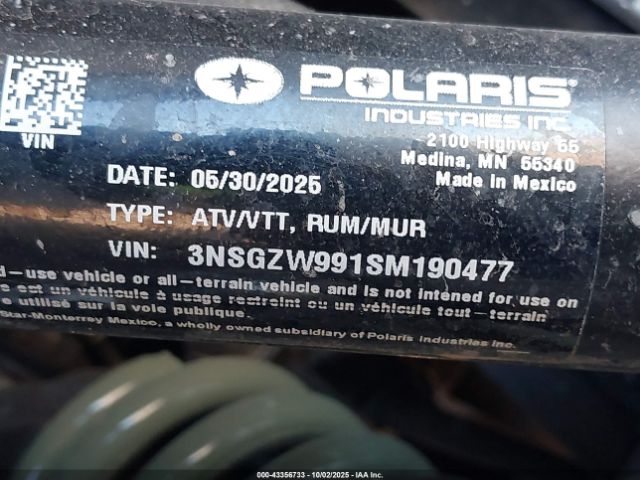 POLARIS
INDUSTRIES INC.
2100 Highway 55
Medina, MN 55340
Made in Mexico
VIN
DATE: 05/30/2025
TYPE: ATV/VTT, RUM/MUR
VIN: 3NSGZW991SM190477
-use vehicle or all-terrain vehicle and is not intended for use on
est un véhicule à usage restraint ou un véhicule tout-terrain
utilisé sur la voie publique.
Star-Monterrey Mexico, a wholly owned subsidiary of Polaris Industries Inc.
000-43356733 - 10/02/2025 - IAA Inc.